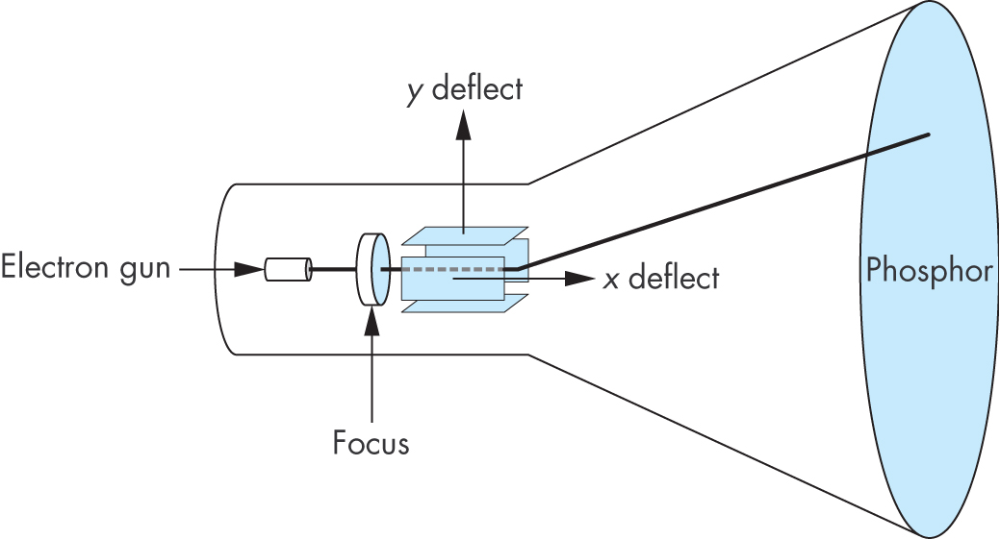 y deflect
Electron gun
x deflect
Phosphor
Focus